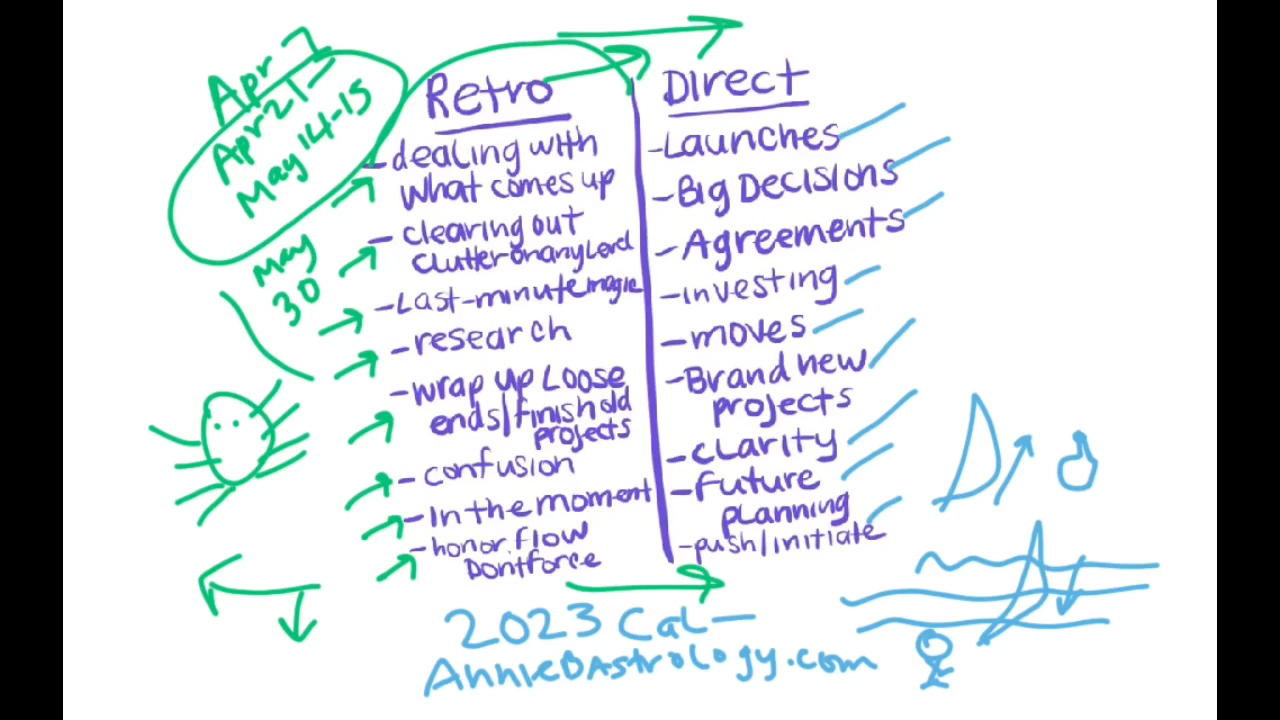 Apr 7
Apr 21
May 14-15
May
30
Retro
-dealing with
what comes up
-clearing out
clutter on any level
-Last-minute magic
-research
-wrap up Loose
ends/finish old
projects
-confusion
-In the moment
-honor flow
Dont force
Direct
-Launches
-Big Decisions
-Agreements
-investing
-moves
-Brand new
projects
-clarity
-future
planning
-push/initiate
2023 Cal-
AnnieBAstrology.com